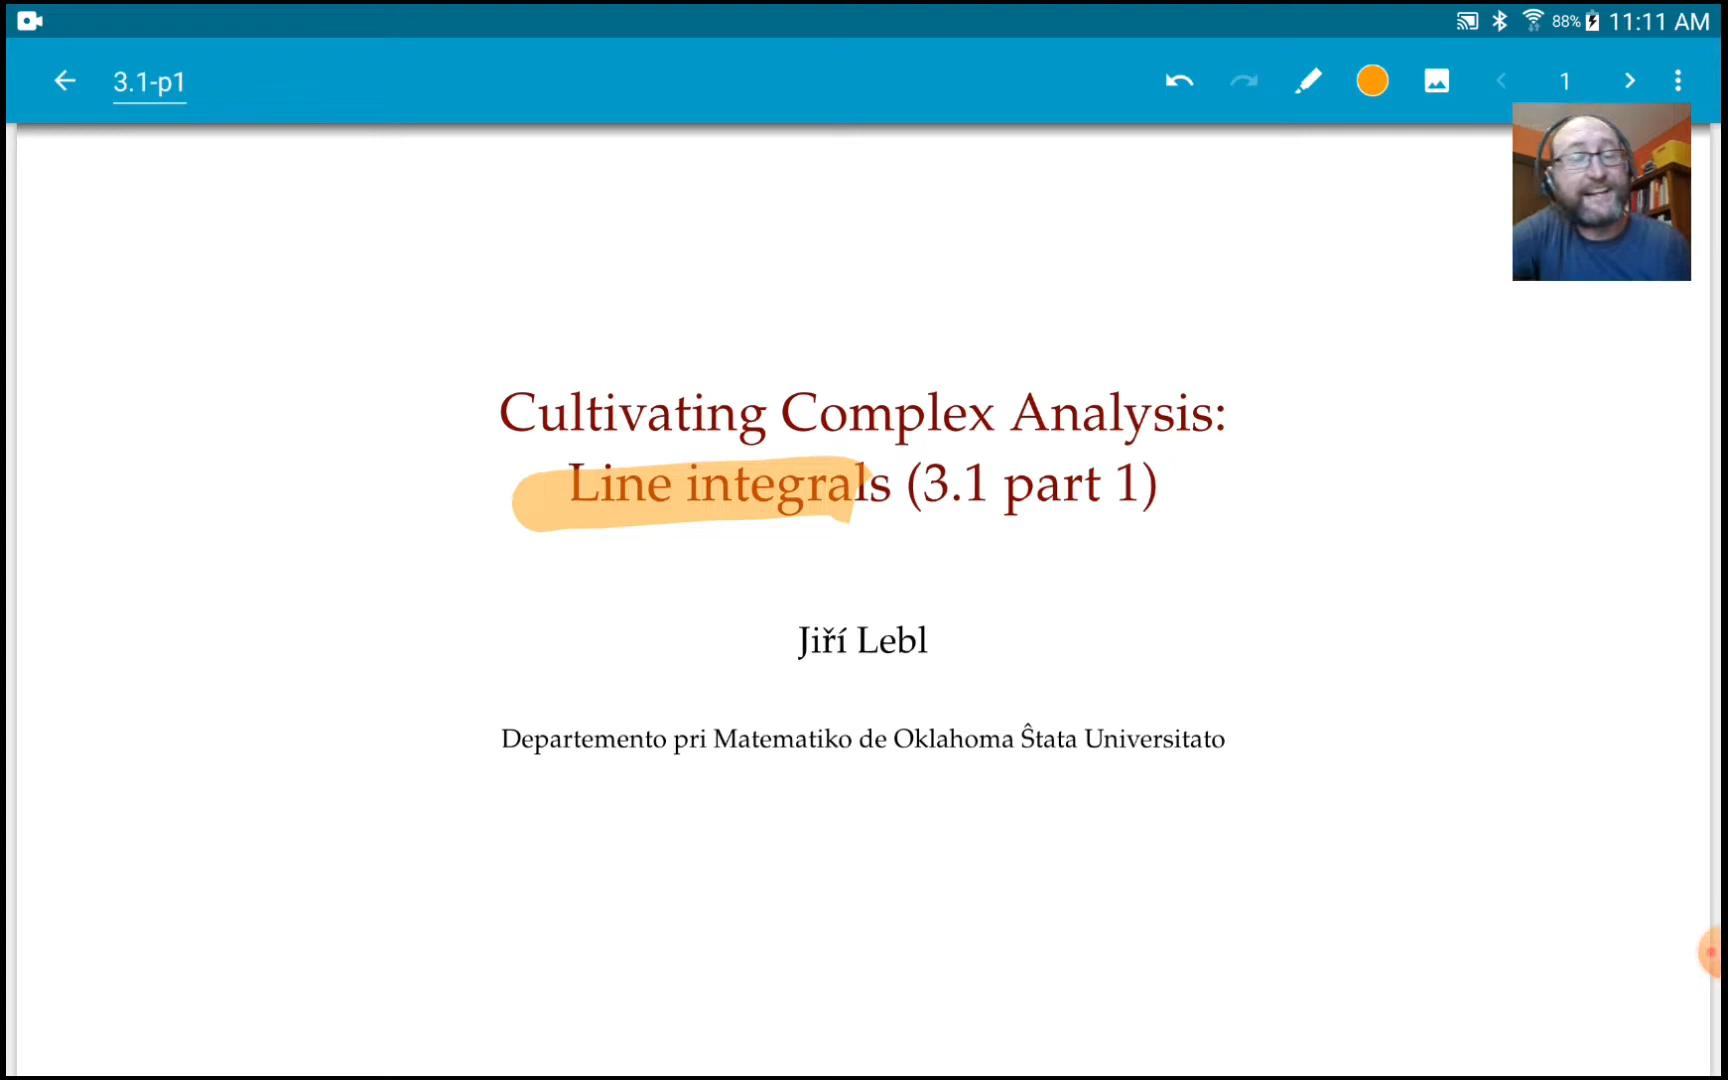 88% 11:11 AM
3.1-p1
1
Cultivating Complex Analysis:
Line integrals (3.1 part 1)
Jiří Lebl
Departemento pri Matematiko de Oklahoma Ŝtata Universitato